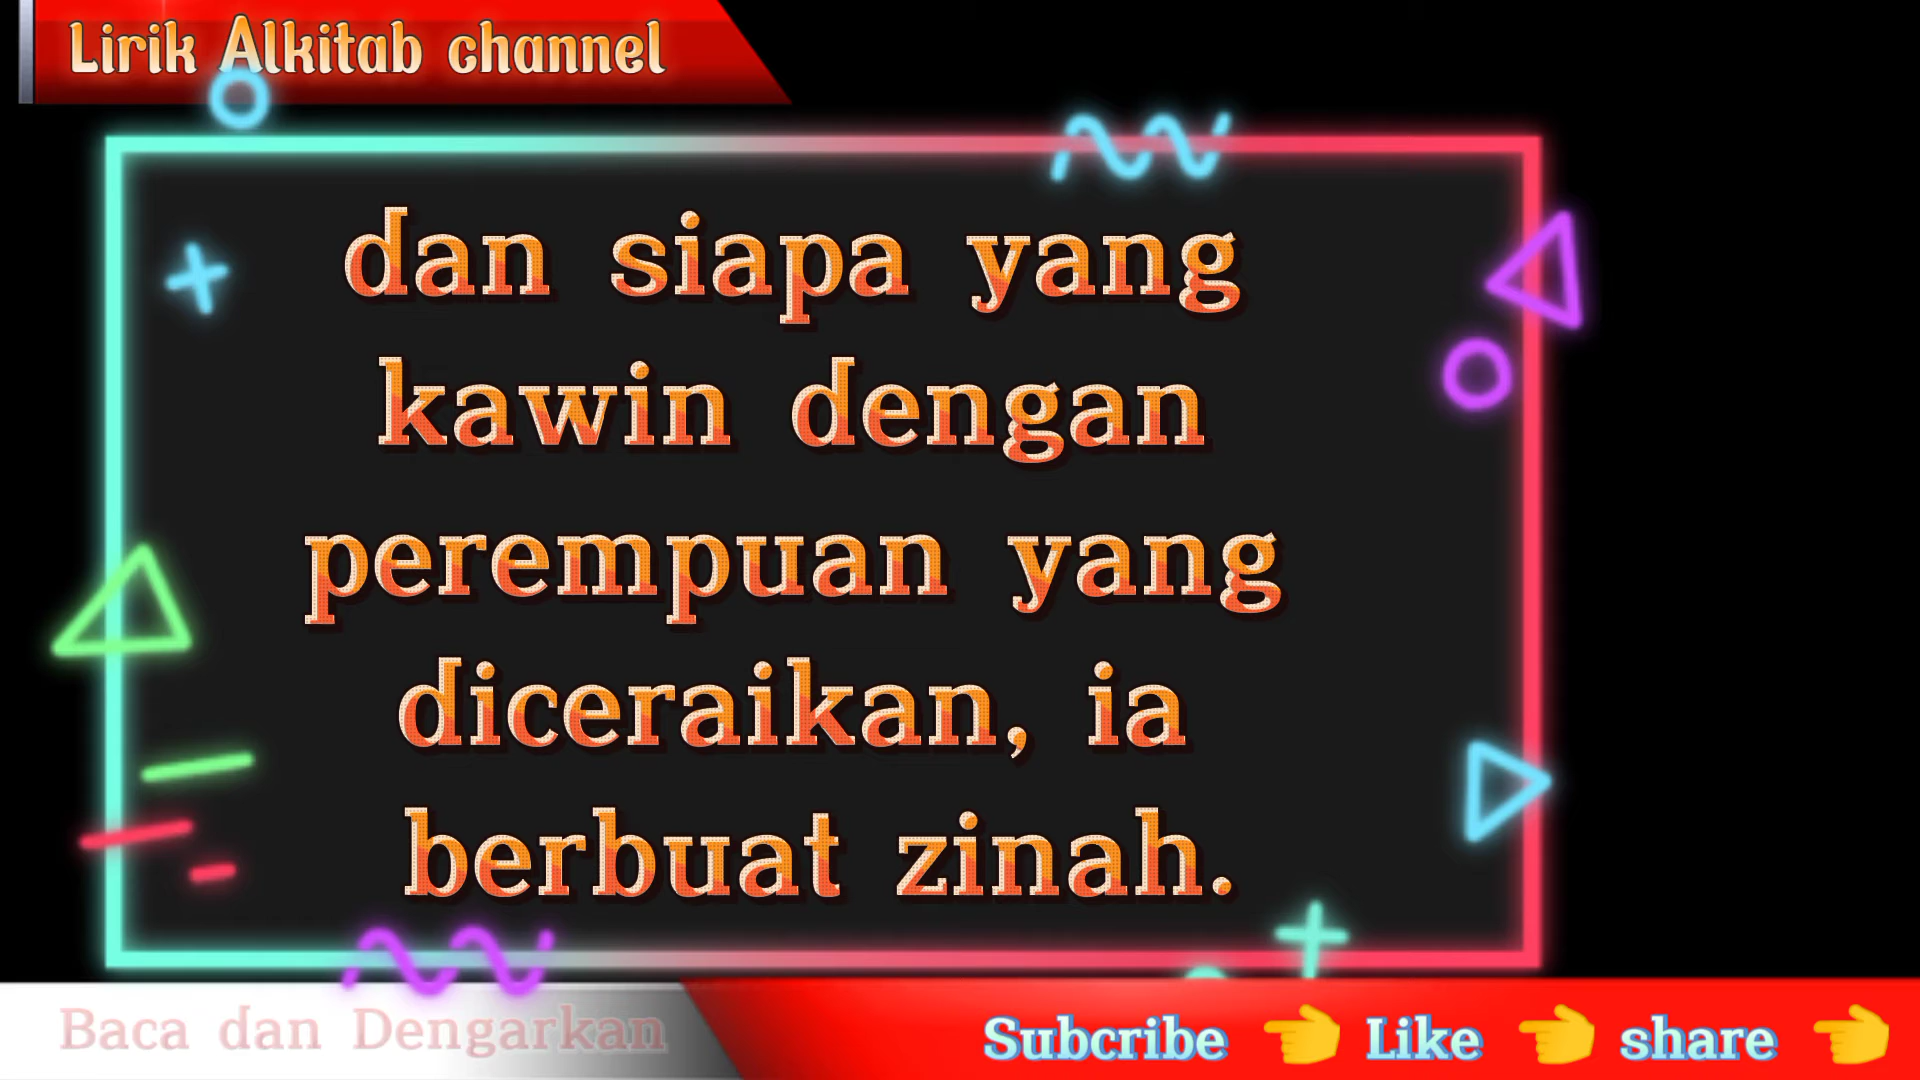 Lirik Alkitab channel
dan siapa yang
kawin dengan
perempuan yang
diceraikan, ia
berbuat zinah.
Baca dan Dengarkan
Subcribe 👈 Like 👈 share 👈